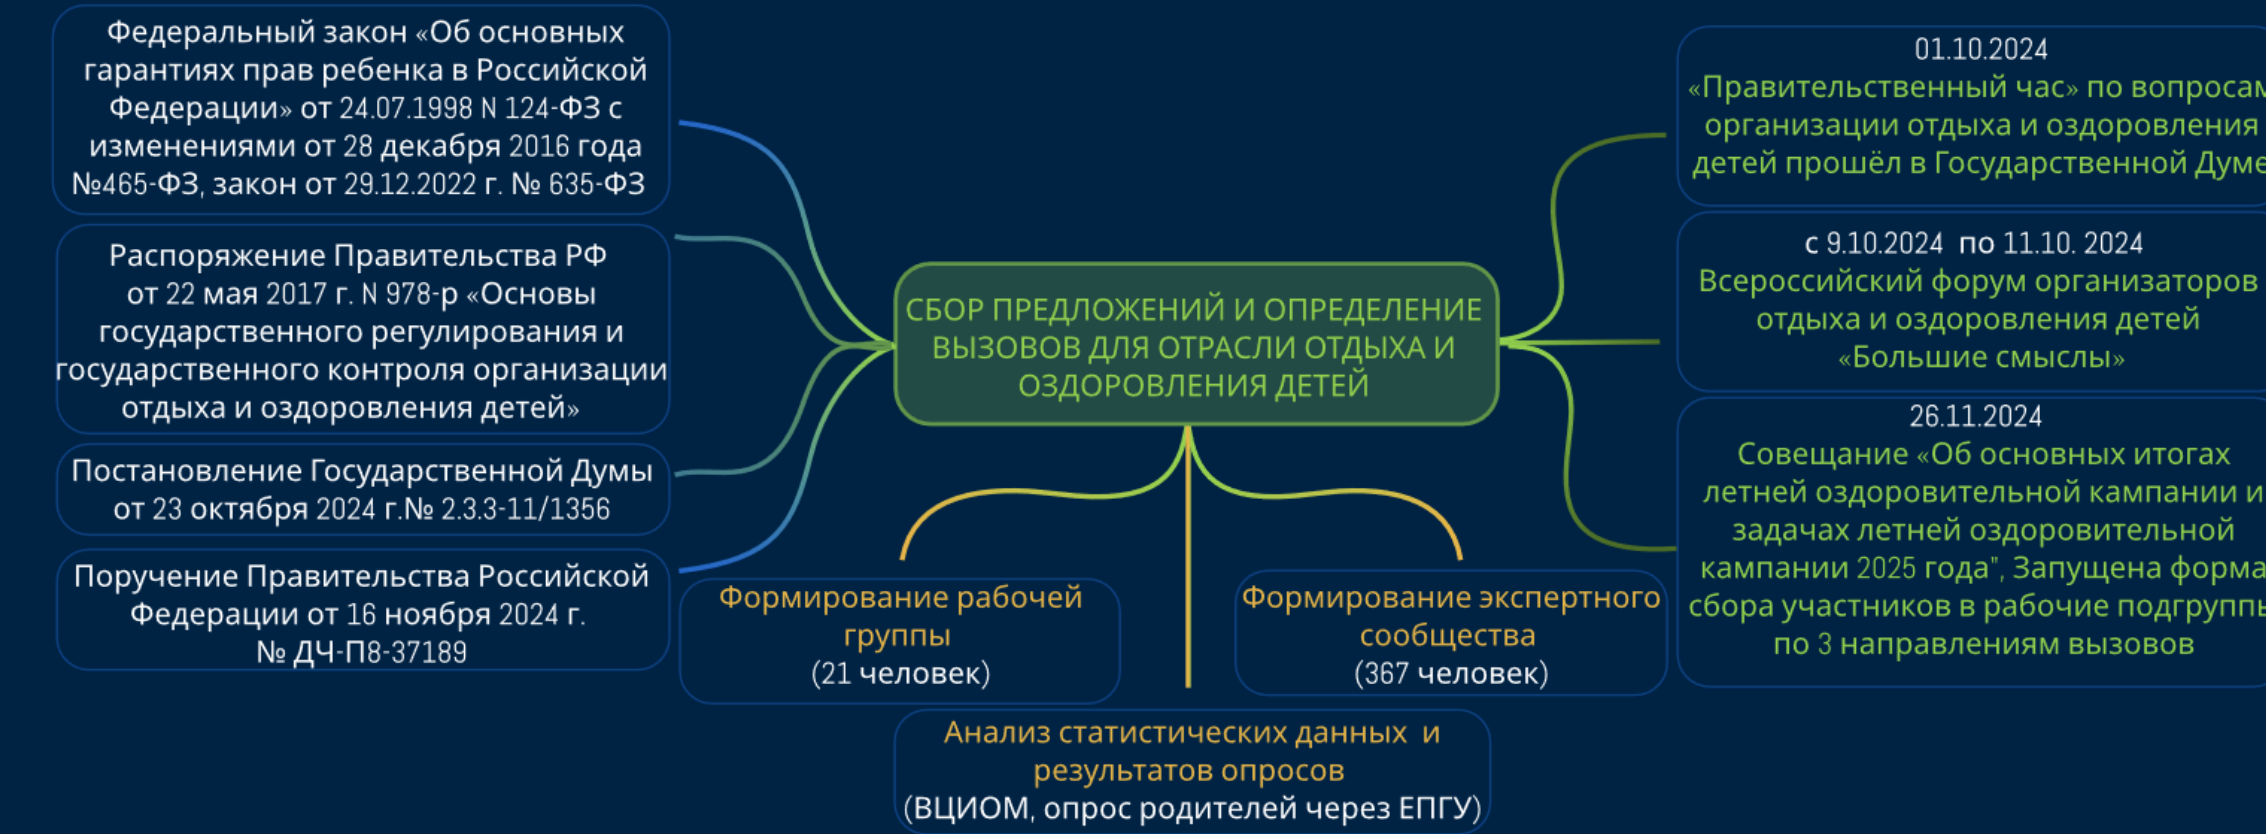 Федеральный закон «Об основных
гарантиях прав ребенка в Российской
Федерации» от 24.07.1998 N 124-ФЗ с
изменениями от 28 декабря 2016 года
№465-ФЗ, закон от 29.12.2022 г. № 635-ФЗ
Распоряжение Правительства РФ
от 22 мая 2017 г. N 978-р «Основы
государственного регулирования и
государственного контроля организации
отдыха и оздоровления детей»
Постановление Государственной Думы
от 23 октября 2024 г.№ 2.3.3-11/1356
Поручение Правительства Российской
Федерации от 16 ноября 2024 г.
№ ДЧ-П8-37189
СБОР ПРЕДЛОЖЕНИЙ И ОПРЕДЕЛЕНИЕ
ВЫЗОВОВ ДЛЯ ОТРАСЛИ ОТДЫХА И
ОЗДОРОВЛЕНИЯ ДЕТЕЙ
Формирование рабочей
группы
(21 человек)
Формирование экспертного
сообщества
(367 человек)
Анализ статистических данных и
результатов опросов
(ВЦИОМ, опрос родителей через ЕПГУ)
01.10.2024
«Правительственный час» по вопросам
организации отдыха и оздоровления
детей прошёл в Государственной Думе
с 9.10.2024 по 11.10. 2024
Всероссийский форум организаторов
отдыха и оздоровления детей
«Большие смыслы»
26.11.2024
Совещание «Об основных итогах
летней оздоровительной кампании и
задачах летней оздоровительной
кампании 2025 года", Запущена форма
сбора участников в рабочие подгруппы
по 3 направлениям вызовов